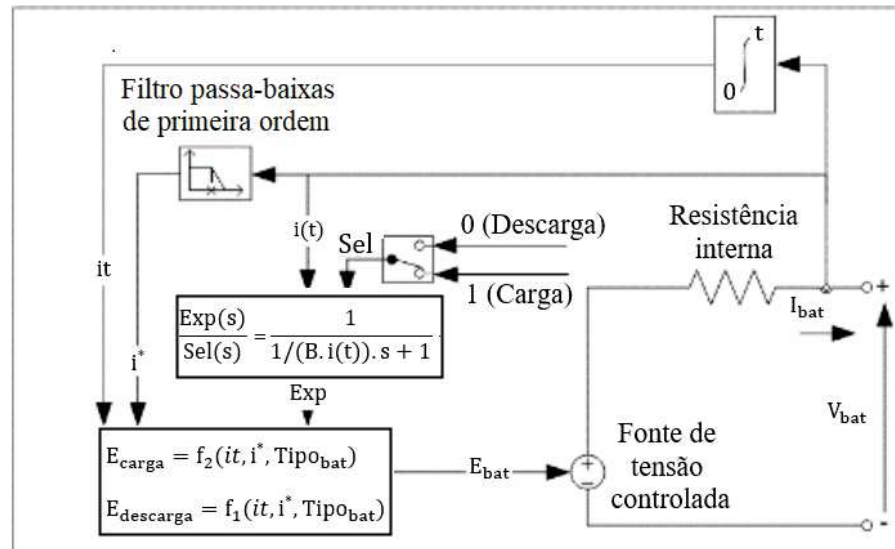 t
0
Filtro passa-baixas
de primeira ordem
i(t)
Sel
0 (Descarga)
1 (Carga)
Resistência
interna
+
I_bat
it
i*
Exp(s)/Sel(s) = 1/(1/(B.i(t)).s + 1)
Exp
V_bat
E_carga = f_2(it, i*, Tipo_bat)
E_descarga = f_1(it, i*, Tipo_bat)
E_bat
+
−
Fonte de
tensão
controlada
-